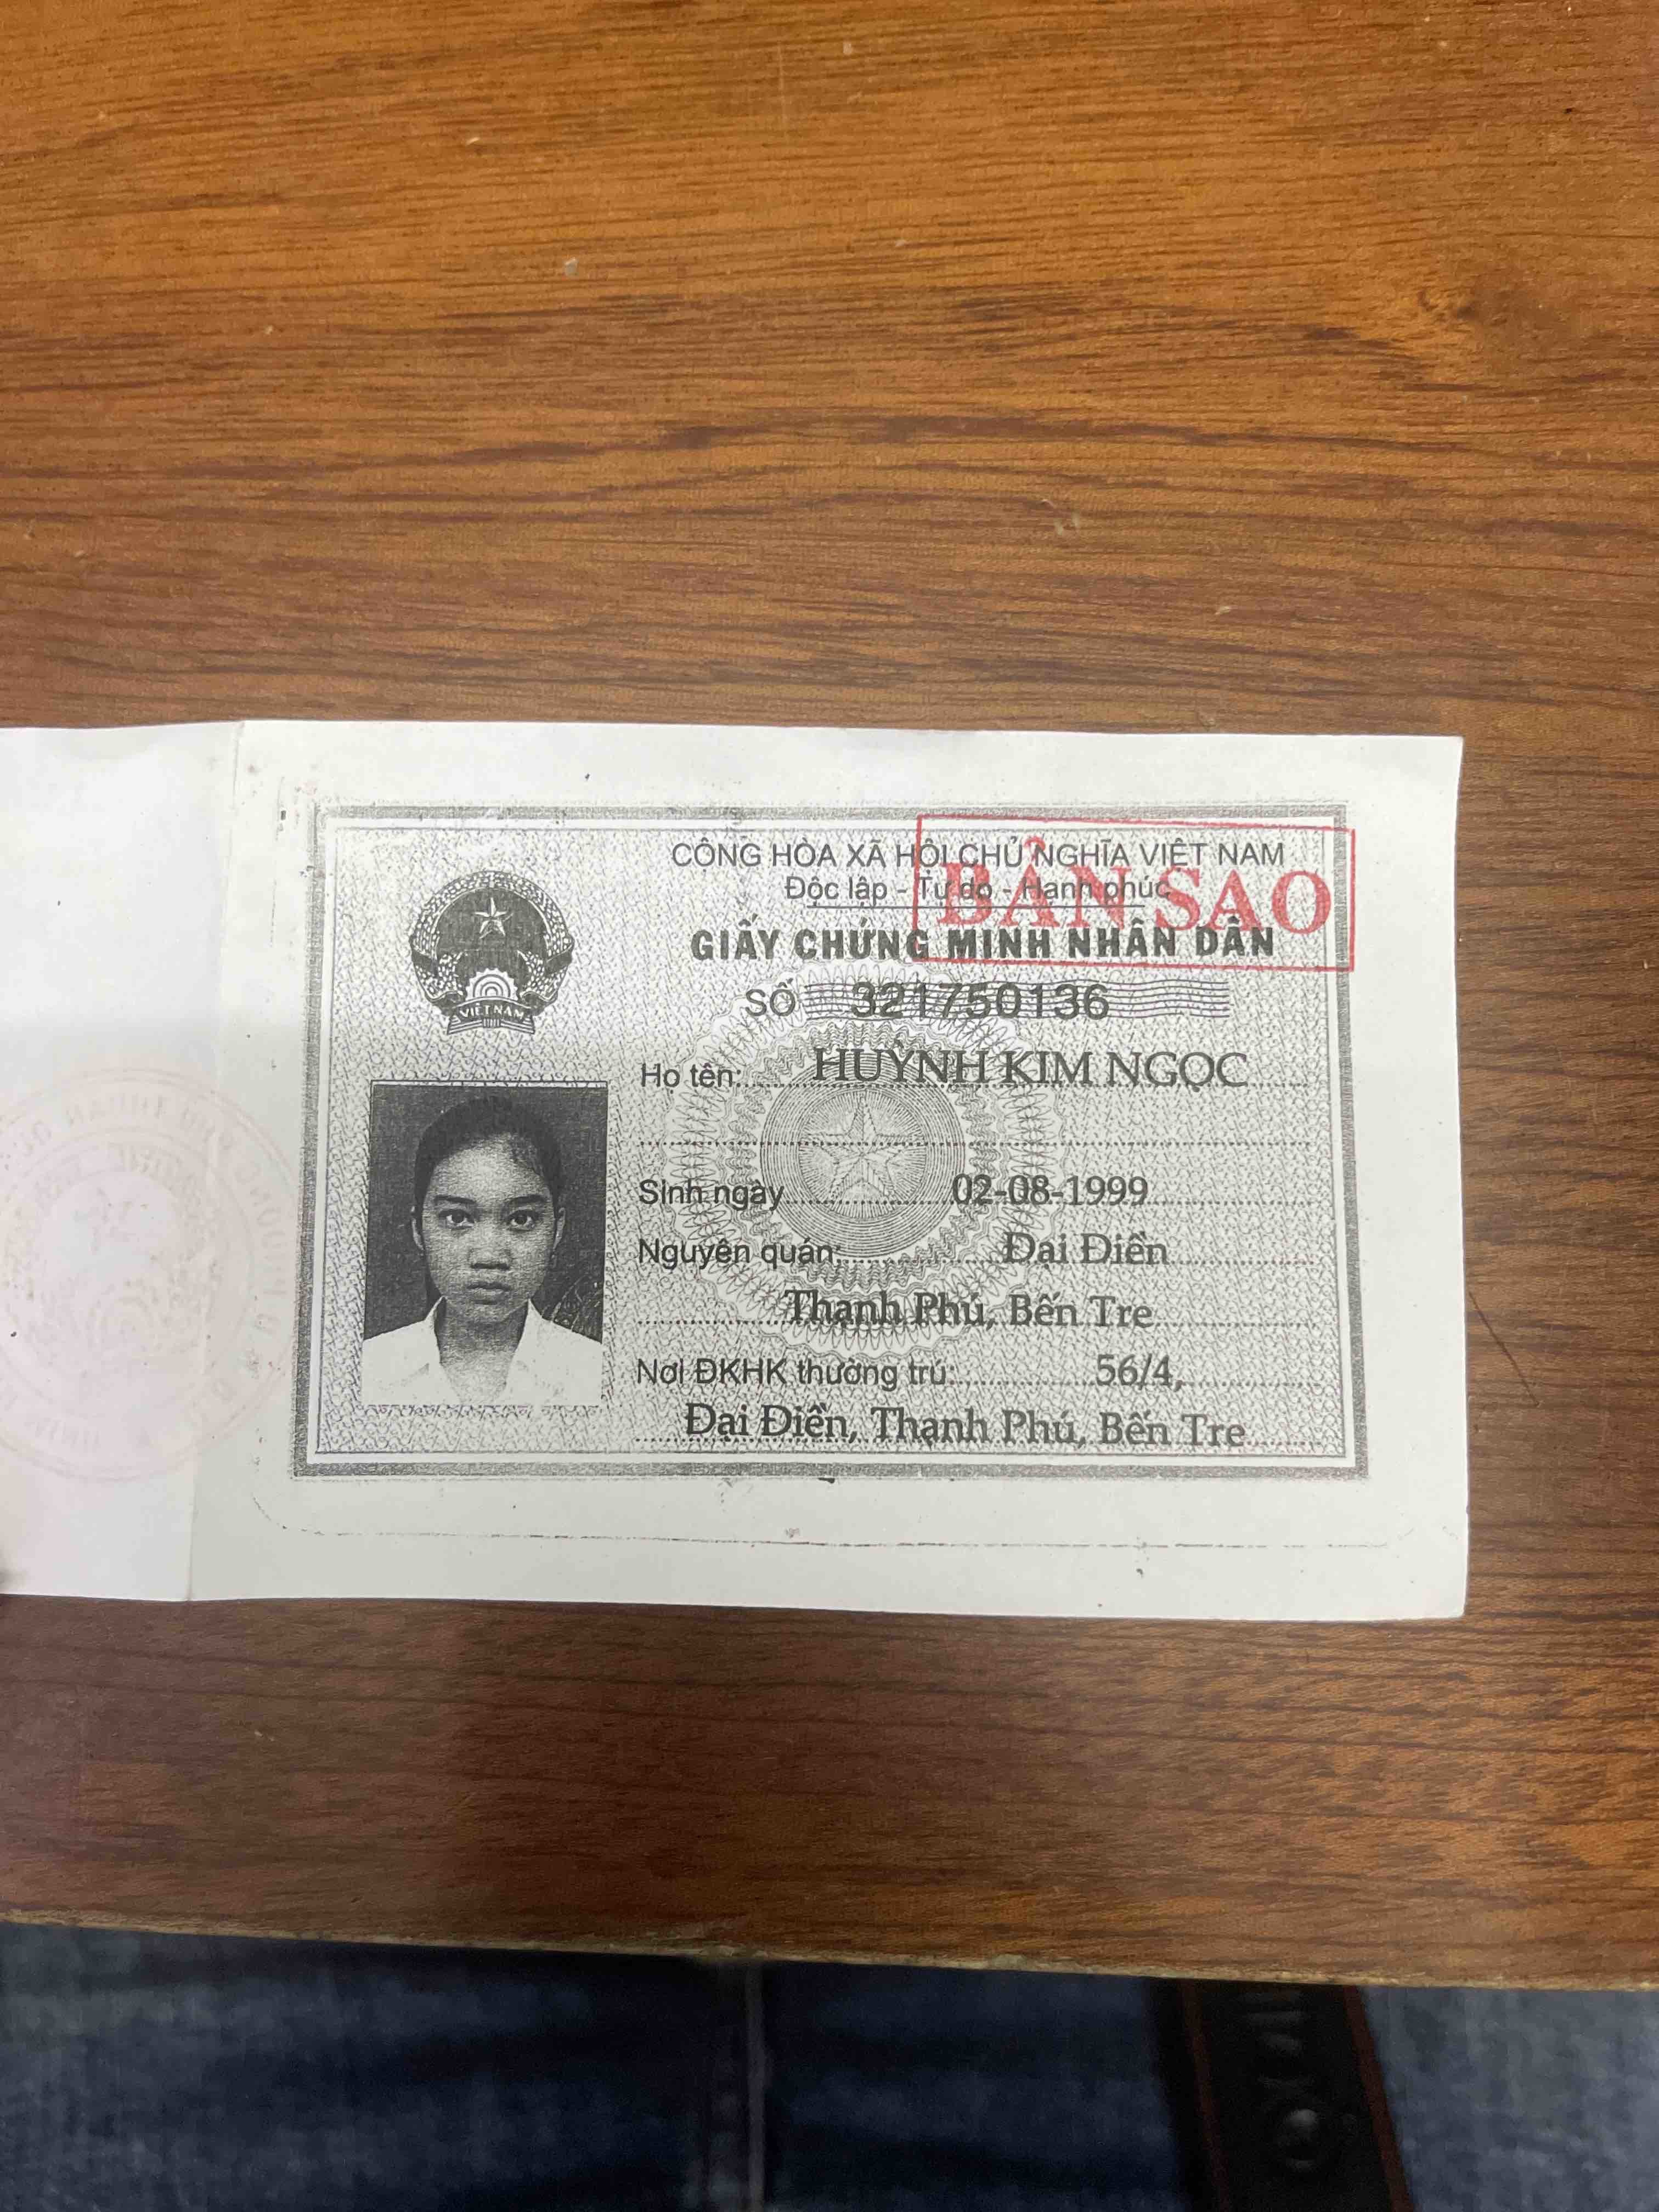 CỘNG HÒA XÃ HỘI CHỦ NGHĨA VIỆT NAM
Độc lập - Tự do - Hạnh phúc
BẢN SAO
GIẤY CHỨNG MINH NHÂN DÂN
SỐ 321750136
VIỆT NAM
Họ tên: HUỲNH KIM NGỌC
Sinh ngày 02-08-1999
Nguyên quán: Đại Điền
Thạnh Phú, Bến Tre
Nơi ĐKHK thường trú: 56/4,
Đại Điền, Thạnh Phú, Bến Tre